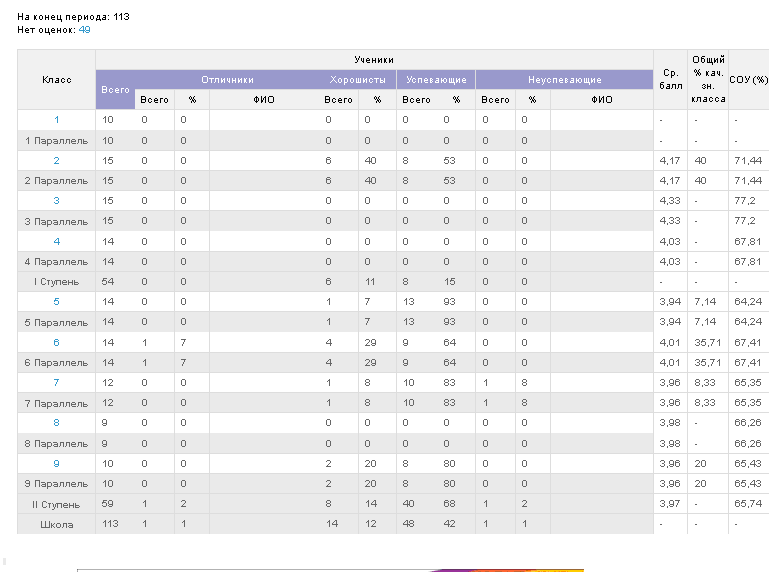 На конец периода: 113
Нет оценок: 49
Класс Ученики Ср. балл Общий % кач. зн. класса СОУ (%)
Всего Отличники Хорошисты Успевающие Неуспевающие
Всего % ФИО Всего % Всего % Всего % ФИО
1 10 0 0 0 0 0 0 0 0 - - -
1 Параллель 10 0 0 0 0 0 0 0 0 - - -
2 15 0 0 6 40 8 53 0 0 4,17 40 71,44
2 Параллель 15 0 0 6 40 8 53 0 0 4,17 40 71,44
3 15 0 0 0 0 0 0 0 0 4,33 - 77,2
3 Параллель 15 0 0 0 0 0 0 0 0 4,33 - 77,2
4 14 0 0 0 0 0 0 0 0 4,03 - 67,81
4 Параллель 14 0 0 0 0 0 0 0 0 4,03 - 67,81
I Ступень 54 0 0 6 11 8 15 0 0 - - -
5 14 0 0 1 7 13 93 0 0 3,94 7,14 64,24
5 Параллель 14 0 0 1 7 13 93 0 0 3,94 7,14 64,24
6 14 1 7 4 29 9 64 0 0 4,01 35,71 67,41
6 Параллель 14 1 7 4 29 9 64 0 0 4,01 35,71 67,41
7 12 0 0 1 8 10 83 1 8 3,96 8,33 65,35
7 Параллель 12 0 0 1 8 10 83 1 8 3,96 8,33 65,35
8 9 0 0 0 0 0 0 0 0 3,98 - 66,26
8 Параллель 9 0 0 0 0 0 0 0 0 3,98 - 66,26
9 10 0 0 2 20 8 80 0 0 3,96 20 65,43
9 Параллель 10 0 0 2 20 8 80 0 0 3,96 20 65,43
II Ступень 59 1 2 8 14 40 68 1 2 3,97 - 65,74
Школа 113 1 1 14 12 48 42 1 1 - - -